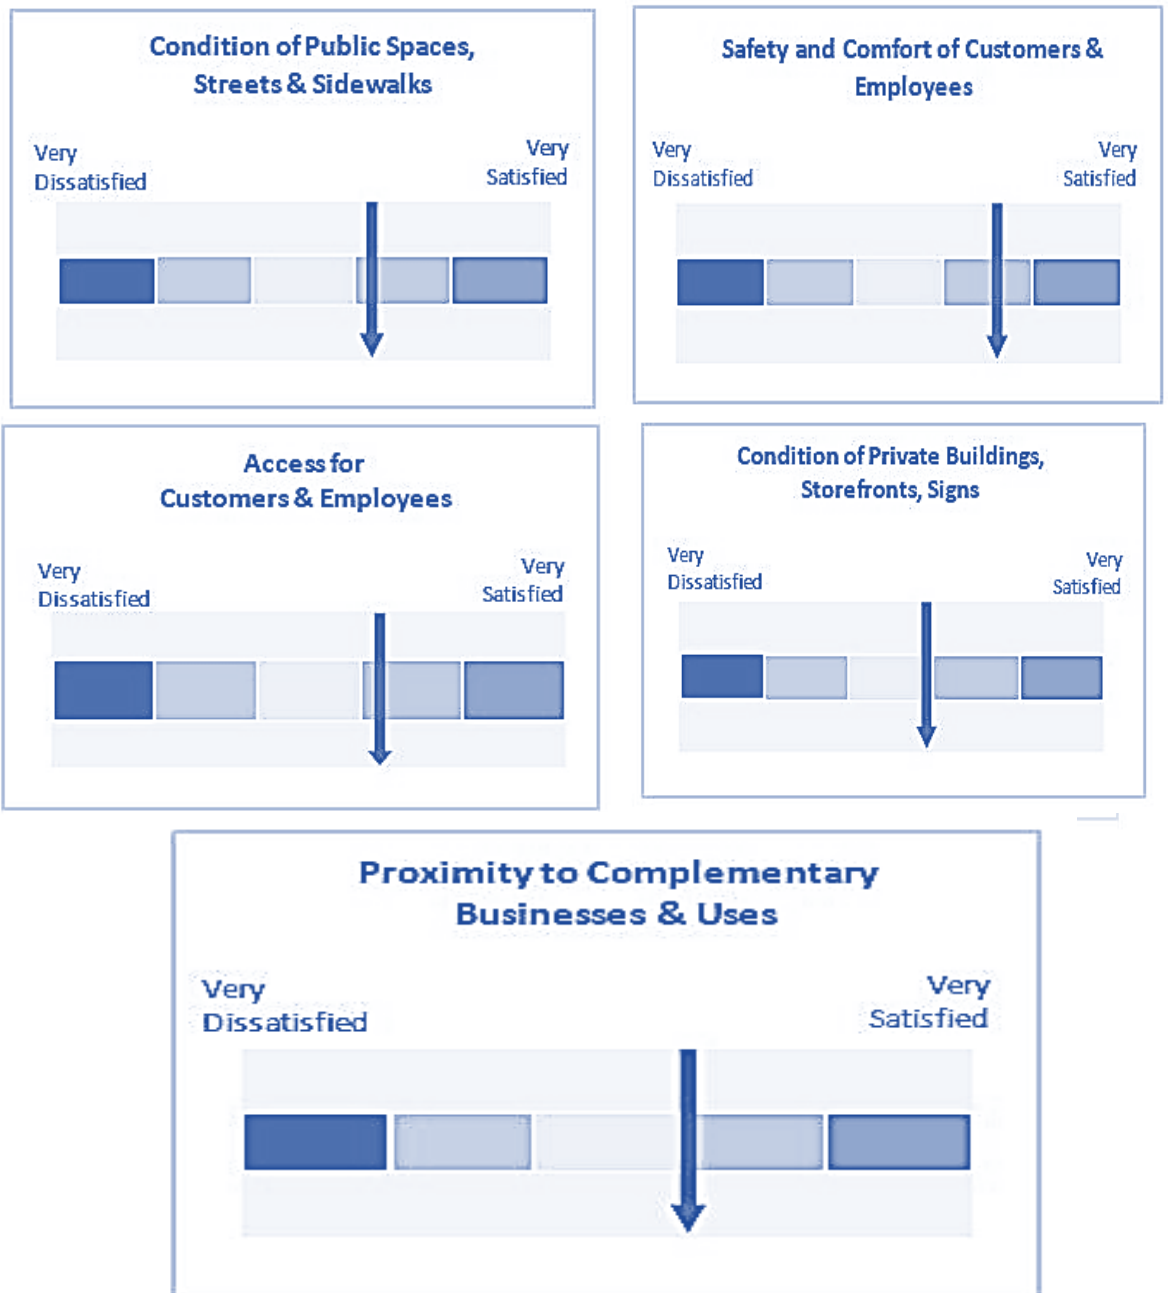 Condition of Public Spaces,
Streets & Sidewalks
Very
Dissatisfied
Very
Satisfied
Safety and Comfort of Customers &
Employees
Very
Dissatisfied
Very
Satisfied
Access for
Customers & Employees
Very
Dissatisfied
Very
Satisfied
Condition of Private Buildings,
Storefronts, Signs
Very
Dissatisfied
Very
Satisfied
Proximity to Complementary
Businesses & Uses
Very
Dissatisfied
Very
Satisfied